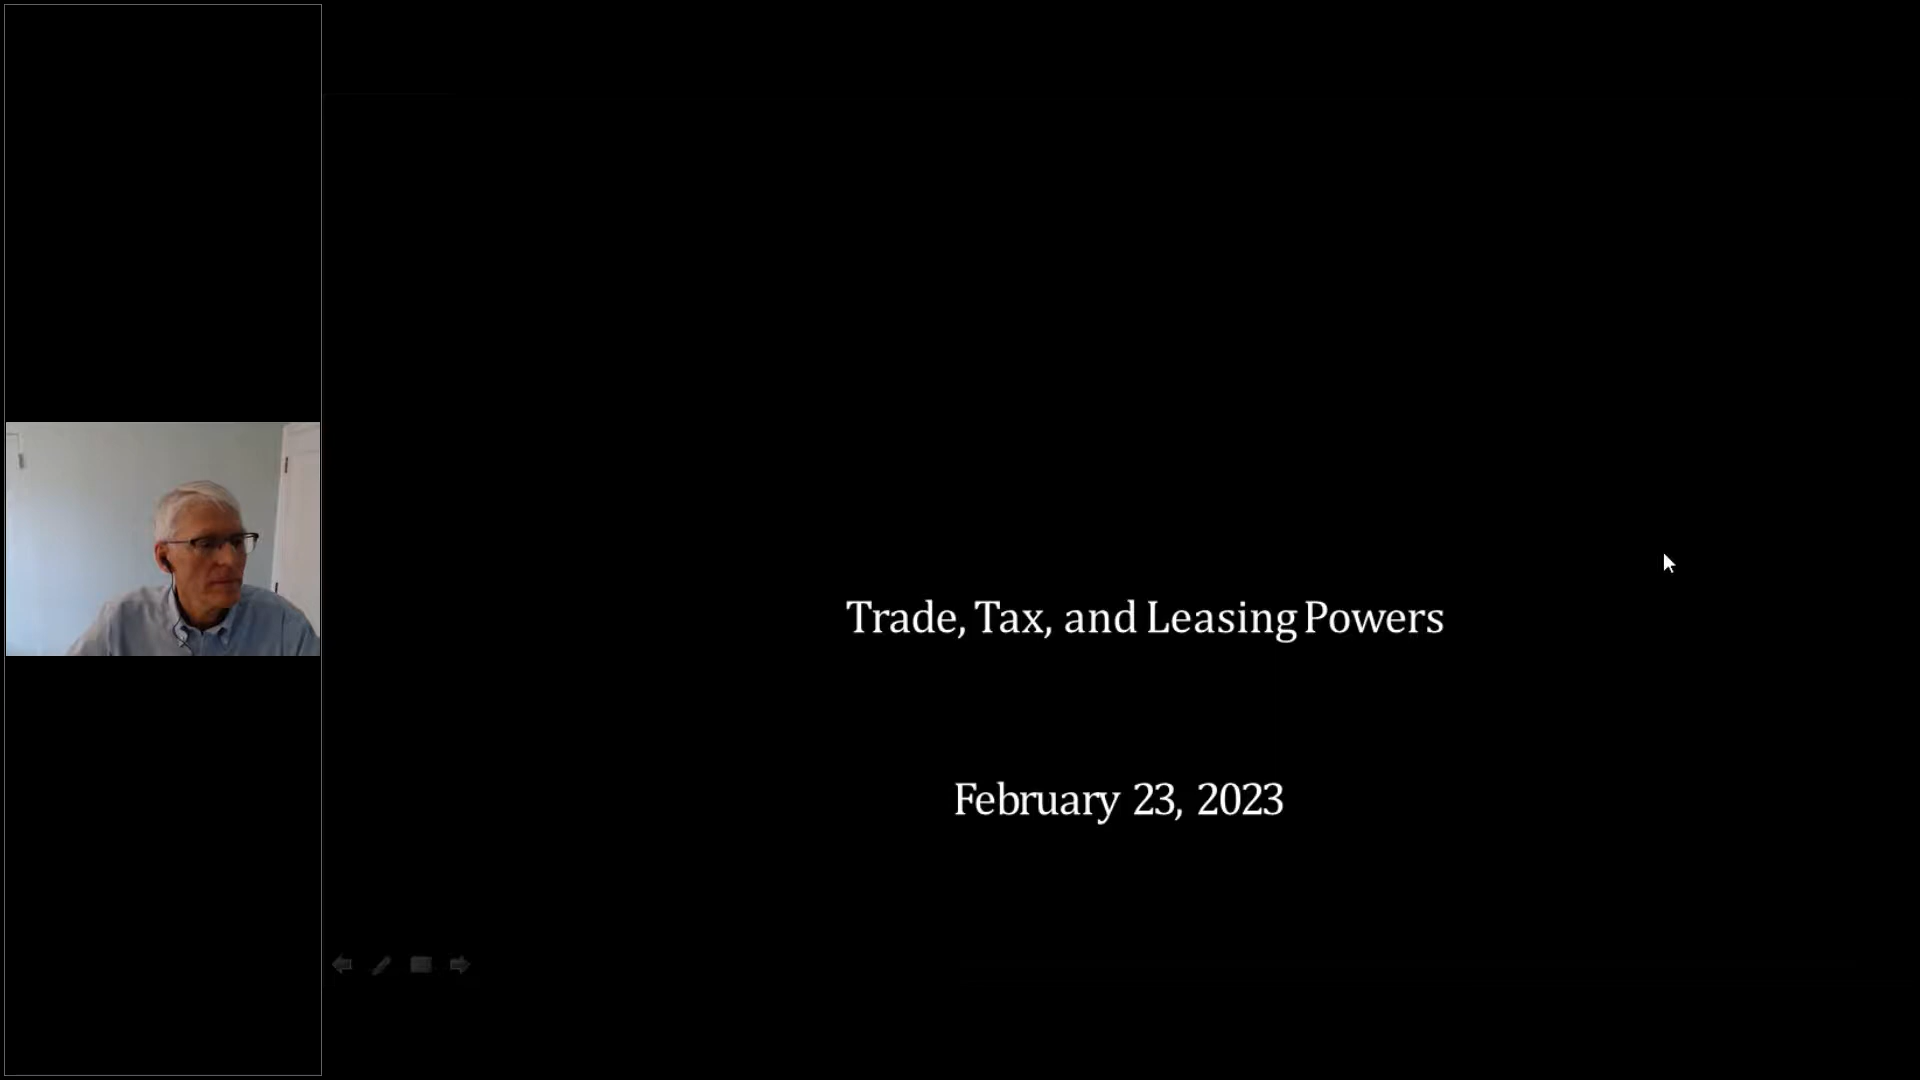 Trade, Tax, and Leasing Powers
February 23, 2023